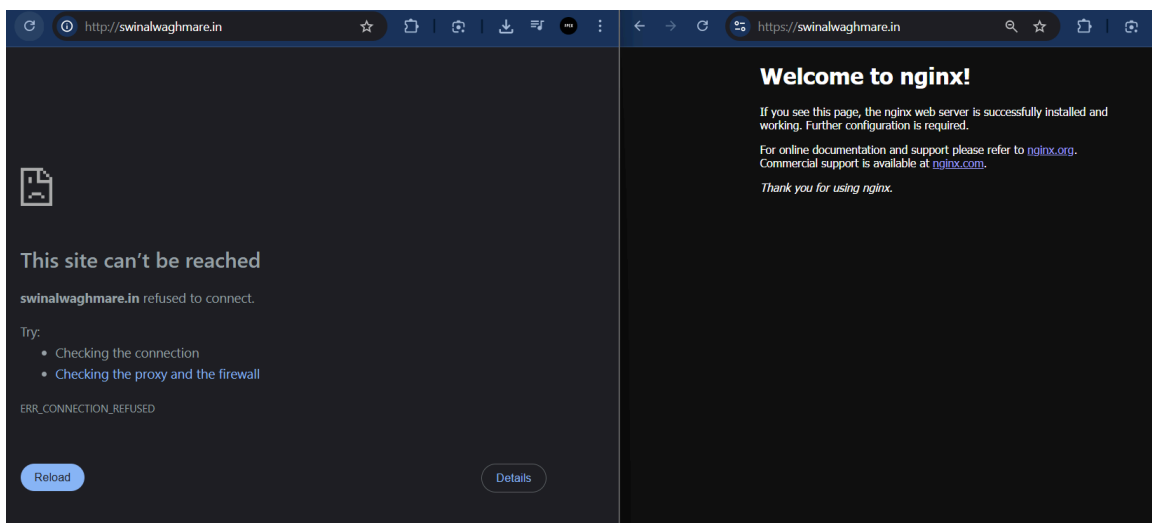 http://swinalwaghmare.in
This site can't be reached
swinalwaghmare.in refused to connect.
Try:
• Checking the connection
• Checking the proxy and the firewall
ERR_CONNECTION_REFUSED
Reload
Details
https://swinalwaghmare.in
Welcome to nginx!
If you see this page, the nginx web server is successfully installed and
working. Further configuration is required.
For online documentation and support please refer to nginx.org.
Commercial support is available at nginx.com.
Thank you for using nginx.